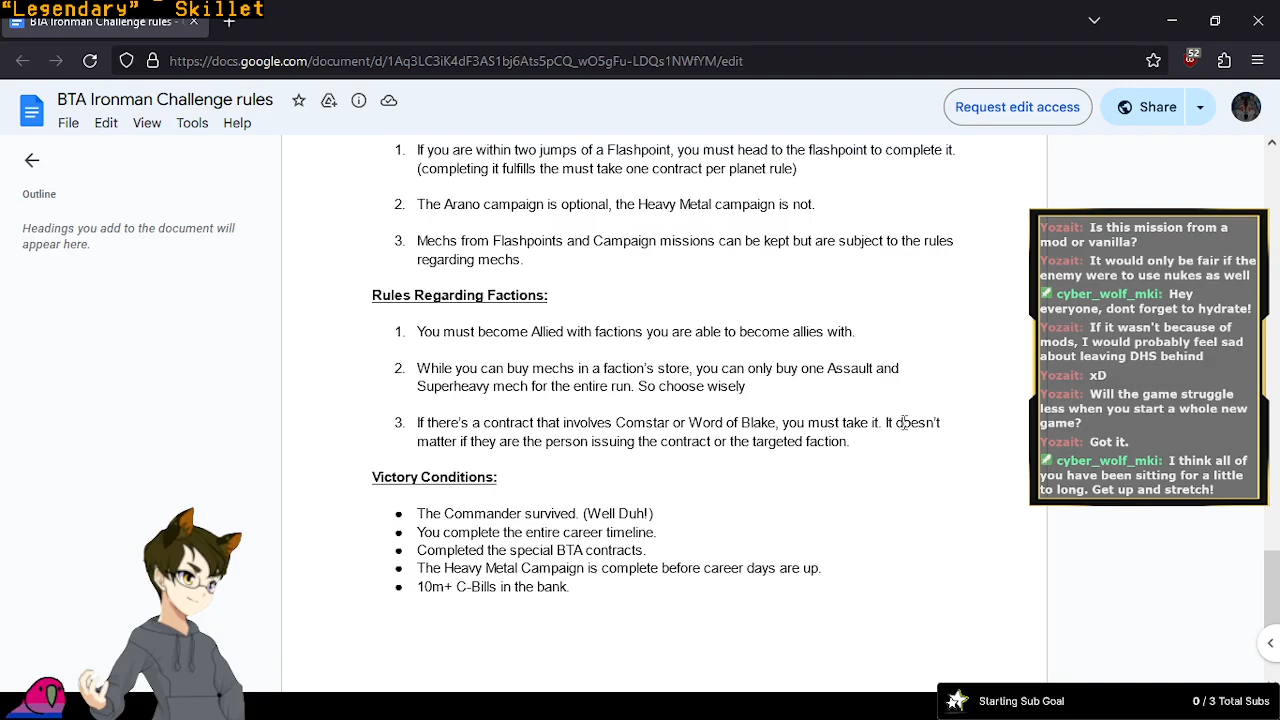 "Legendary" ~ Skillet
BTA Ironman Challenge rules -
https://docs.google.com/document/d/1Aq3LC3iK4dF3AS1bj6Ats5pCQ_wO5gFu-LDQs1NWfYM/edit
52
BTA Ironman Challenge rules
File Edit View Tools Help
Request edit access
Share
Outline
Headings you add to the document will
appear here.
1. If you are within two jumps of a Flashpoint, you must head to the flashpoint to complete it.
(completing it fulfills the must take one contract per planet rule)
2. The Arano campaign is optional, the Heavy Metal campaign is not.
3. Mechs from Flashpoints and Campaign missions can be kept but are subject to the rules
regarding mechs.
Rules Regarding Factions:
1. You must become Allied with factions you are able to become allies with.
2. While you can buy mechs in a faction's store, you can only buy one Assault and
Superheavy mech for the entire run. So choose wisely
3. If there's a contract that involves Comstar or Word of Blake, you must take it. It doesn't
matter if they are the person issuing the contract or the targeted faction.
Victory Conditions:
● The Commander survived. (Well Duh!)
● You complete the entire career timeline.
● Completed the special BTA contracts.
● The Heavy Metal Campaign is complete before career days are up.
● 10m+ C-Bills in the bank.
Yozait: Is this mission from a
mod or vanilla?
Yozait: It would only be fair if the
enemy were to use nukes as well
cyber_wolf_mki: Hey
everyone, dont forget to hydrate!
Yozait: If it wasn't because of
mods, I would probably feel sad
about leaving DHS behind
Yozait: xD
Yozait: Will the game struggle
less when you start a whole new
game?
Yozait: Got it.
cyber_wolf_mki: I think all of
you have been sitting for a little
to long. Get up and stretch!
Starting Sub Goal
0 / 3 Total Subs